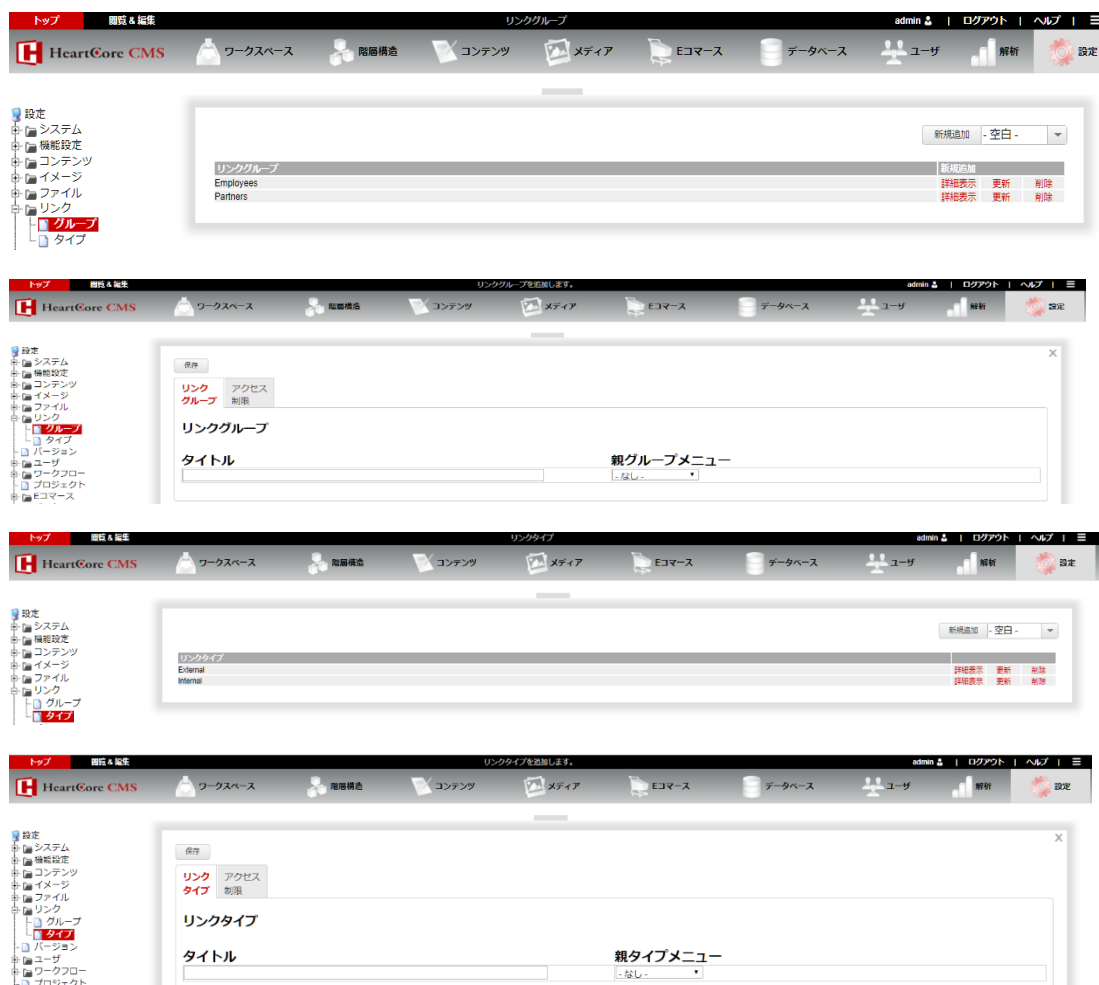 トップ 閲覧 & 編集 リンクグループ admin | ログアウト | ヘルプ |
HeartCore CMS ワークスペース 階層構造 コンテンツ メディア Eコマース データベース ユーザ 解析 設定
設定
システム
機能設定
コンテンツ
イメージ
ファイル
リンク
グループ
タイプ
新規追加 - 空白 -
リンクグループ 新規追加
Employees 詳細表示 更新 削除
Partners 詳細表示 更新 削除
トップ 閲覧 & 編集 リンクグループを追加します。 admin | ログアウト | ヘルプ |
HeartCore CMS ワークスペース 階層構造 コンテンツ メディア Eコマース データベース ユーザ 解析 設定
設定
システム
機能設定
コンテンツ
イメージ
ファイル
リンク
グループ
タイプ
バージョン
ユーザ
ワークフロー
プロジェクト
Eコマース
保存
リンク
グループ
アクセス
制限
リンクグループ
タイトル 親グループメニュー
- なし -
トップ 閲覧 & 編集 リンクタイプ admin | ログアウト | ヘルプ |
HeartCore CMS ワークスペース 階層構造 コンテンツ メディア Eコマース データベース ユーザ 解析 設定
設定
システム
機能設定
コンテンツ
イメージ
ファイル
リンク
グループ
タイプ
新規追加 - 空白 -
リンクタイプ
External 詳細表示 更新 削除
Internal 詳細表示 更新 削除
トップ 閲覧 & 編集 リンクタイプを追加します。 admin | ログアウト | ヘルプ |
HeartCore CMS ワークスペース 階層構造 コンテンツ メディア Eコマース データベース ユーザ 解析 設定
設定
システム
機能設定
コンテンツ
イメージ
ファイル
リンク
グループ
タイプ
バージョン
ユーザ
ワークフロー
プロジェクト
保存
リンク
タイプ
アクセス
制限
リンクタイプ
タイトル 親タイプメニュー
- なし -